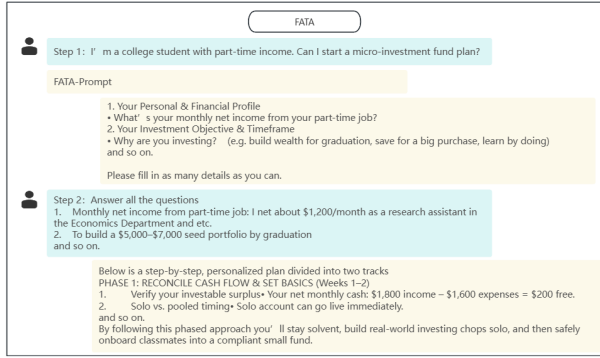 FATA
Step 1: I' m a college student with part-time income. Can I start a micro-investment fund plan?
FATA-Prompt
1. Your Personal & Financial Profile
• What' s your monthly net income from your part-time job?
2. Your Investment Objective & Timeframe
• Why are you investing? (e.g. build wealth for graduation, save for a big purchase, learn by doing)
and so on.
Please fill in as many details as you can.
Step 2: Answer all the questions
1. Monthly net income from part-time job: I net about $1,200/month as a research assistant in
the Economics Department and etc.
2. To build a $5,000–$7,000 seed portfolio by graduation
and so on.
Below is a step-by-step, personalized plan divided into two tracks
PHASE 1: RECONCILE CASH FLOW & SET BASICS (Weeks 1–2)
1. Verify your investable surplus• Your net monthly cash: $1,800 income – $1,600 expenses = $200 free.
2. Solo vs. pooled timing• Solo account can go live immediately.
and so on.
By following this phased approach you' ll stay solvent, build real-world investing chops solo, and then safely
onboard classmates into a compliant small fund.